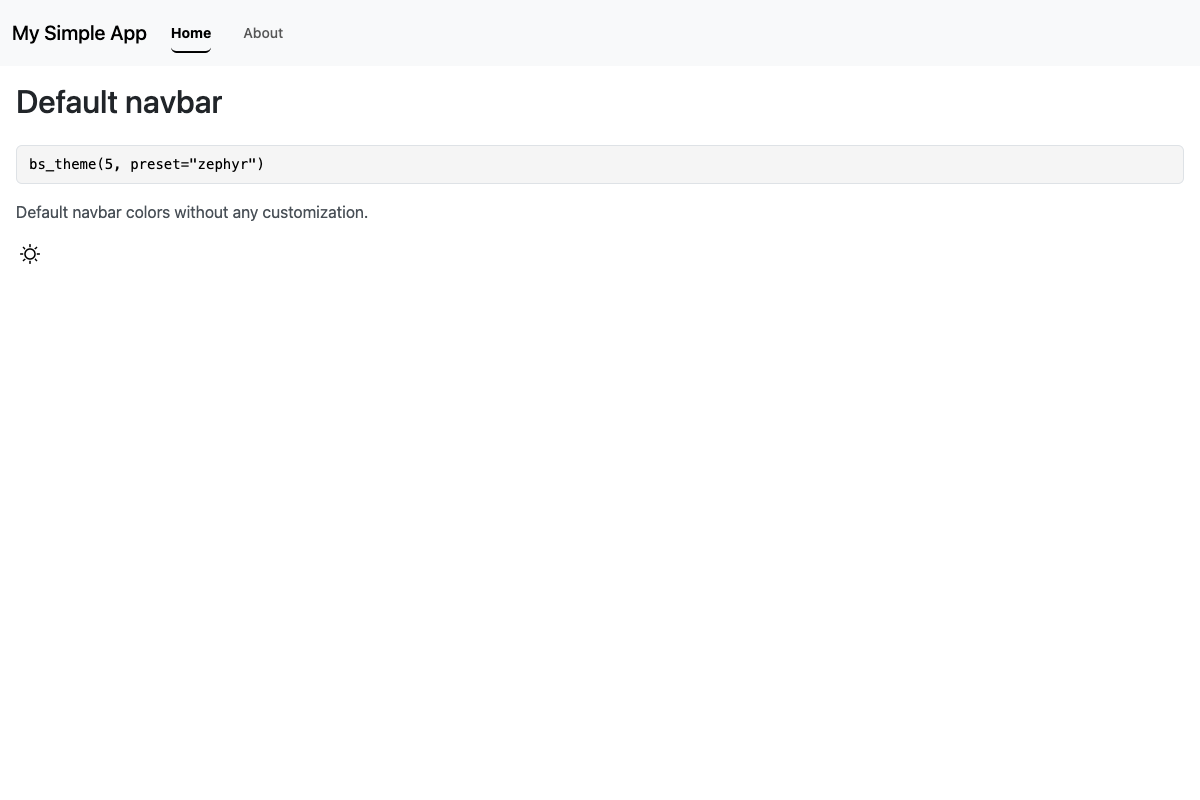 My Simple App Home About
Default navbar
bs_theme(5, preset="zephyr")
Default navbar colors without any customization.